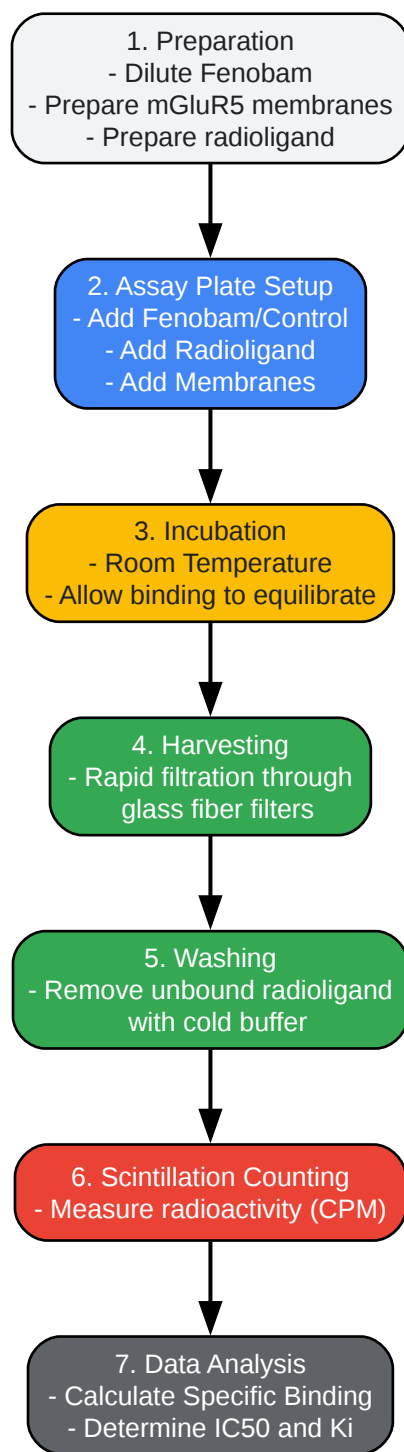 1. Preparation
- Dilute Fenobam
- Prepare mGluR5 membranes
- Prepare radioligand
2. Assay Plate Setup
- Add Fenobam/Control
- Add Radioligand
- Add Membranes
3. Incubation
- Room Temperature
- Allow binding to equilibrate
4. Harvesting
- Rapid filtration through
glass fiber filters
5. Washing
- Remove unbound radioligand
with cold buffer
6. Scintillation Counting
- Measure radioactivity (CPM)
7. Data Analysis
- Calculate Specific Binding
- Determine IC50 and Ki